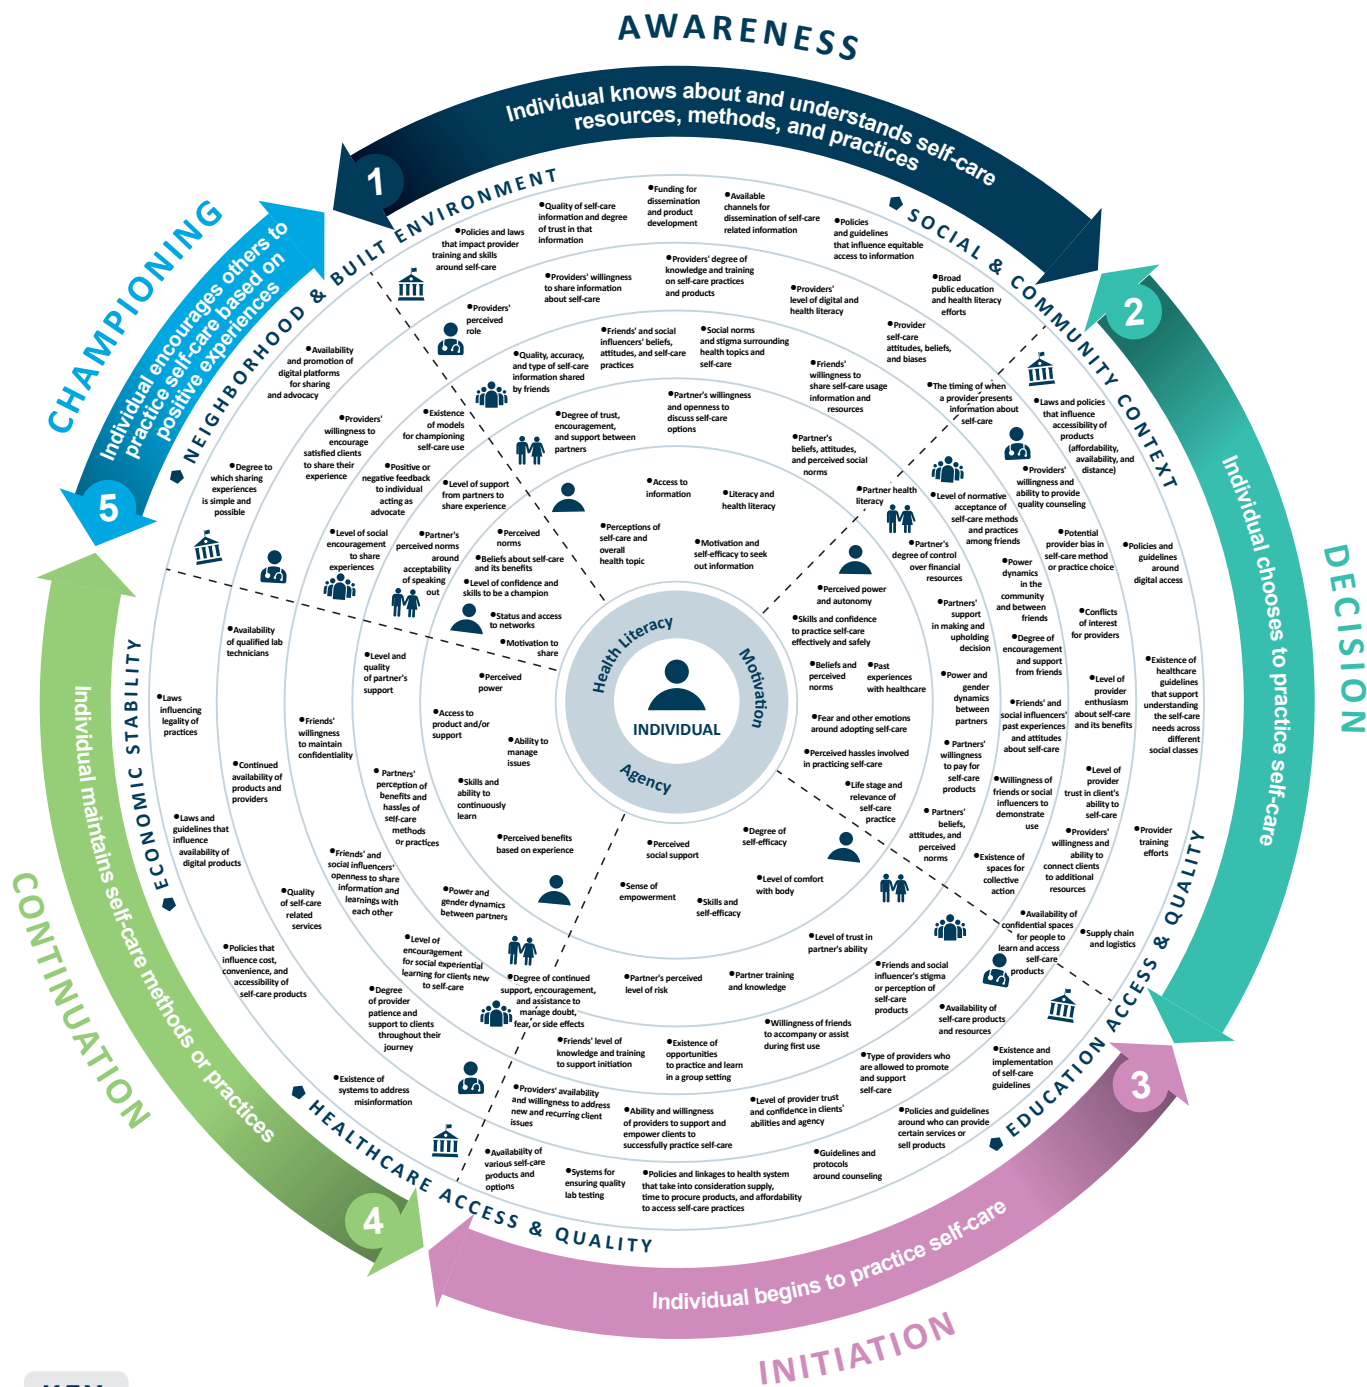 AWARENESS
Individual knows about and understands self-care
resources, methods, and practices
1
NEIGHBORHOOD & BUILT ENVIRONMENT
SOCIAL & COMMUNITY CONTEXT
•Policies and laws
that impact provider
training and skills
around self-care
•Quality of self-care
information and degree
of trust in that
information
•Funding for
dissemination
and product
development
•Available
channels for
dissemination of self-care
related information
•Policies
and guidelines
that influence equitable
access to information
•Broad
public education
and health literacy
efforts
•Providers'
perceived
role
•Providers' willingness
to share information
about self-care
•Providers' degree of
knowledge and training
on self-care practices
and products
•Providers'
level of digital and
health literacy
•Provider
self-care
attitudes, beliefs,
and biases
•The timing of when
a provider presents
information about
self-care
•Quality, accuracy,
and type of self-care
information shared
by friends
•Friends' and social
influencers' beliefs,
attitudes, and self-care
practices
•Social norms
and stigma surrounding
health topics and
self-care
•Friends'
willingness to
share self-care usage
information and
resources
•Degree of trust,
encouragement,
and support between
partners
•Partner's willingness
and openness to
discuss self-care
options
•Partner's
beliefs, attitudes,
and perceived social
norms
•Partner health
literacy
•Access to
information
•Literacy and
health literacy
•Perceptions of
self-care and
overall
health topic
•Motivation and
self-efficacy to seek
out information
2
DECISION
Individual chooses to practice self-care
•Laws and policies
that influence
accessibility of
products
(affordability,
availability, and
distance)
•Policies and
guidelines
around
digital access
•Existence of
healthcare
guidelines
that support
understanding
the self-care
needs across
different
social classes
•Provider
training
efforts
•Supply chain
and logistics
•Providers'
willingness and
ability to provide
quality counseling
•Potential
provider bias in
self-care method
or practice choice
•Conflicts
of interest
for providers
•Level of
provider
enthusiasm
about self-care
and its benefits
•Level of
provider
trust in client's
ability to
self-care
•Providers'
willingness and
ability to
connect clients
to additional
resources
•Availability of
confidential spaces
for people to
learn and access
self-care
products
•Level of normative
acceptance of
self-care methods
and practices
among friends
•Power
dynamics
in the
community
and between
friends
•Degree of
encouragement
and support
from friends
•Friends' and
social influencers'
past experiences
and attitudes
about self-care
•Willingness of
friends or social
influencers to
demonstrate
use
•Existence of
spaces for
collective
action
•Partner's
degree of control
over financial
resources
•Partners'
support
in making and
upholding
decision
•Power and
gender
dynamics
between
partners
•Partners'
willingness
to pay for
self-care
products
•Partners'
beliefs,
attitudes, and
perceived
norms
•Perceived power
and autonomy
•Skills and confidence
to practice self-care
effectively and safely
•Beliefs and
perceived
norms
•Past
experiences
with healthcare
•Fear and other emotions
around adopting self-care
•Perceived hassles involved
in practicing self-care
•Life stage and
relevance of
self-care
practice
EDUCATION ACCESS & QUALITY
3
INITIATION
Individual begins to practice self-care
•Degree of
self-efficacy
•Perceived
social support
•Level of comfort
with body
•Sense of
empowerment
•Skills and
self-efficacy
•Level of trust in
partner's ability
•Partner training
and knowledge
•Partner's perceived
level of risk
•Degree of continued
support, encouragement,
and assistance to
manage doubt,
fear, or side effects
•Friends and social
influencer's stigma
or perception of
self-care
products
•Willingness of friends
to accompany or assist
during first use
•Existence of
opportunities
to practice and learn
in a group setting
•Friends' level of
knowledge and training
to support initiation
•Availability of
self-care products
and resources
•Type of providers who
are allowed to promote
and support
self-care
•Level of provider trust
and confidence in clients'
abilities and agency
•Ability and willingness
of providers to support and
empower clients to
successfully practice self-care
•Providers' availability
and willingness to address
new and recurring client
issues
•Existence and
implementation
of self-care
guidelines
•Policies and guidelines
around who can provide
certain services or
sell products
•Guidelines and
protocols
around counseling
•Policies and linkages to health system
that take into consideration supply,
time to procure products, and affordability
to access self-care practices
•Systems for
ensuring quality
lab testing
•Availability of
various self-care
products and
options
HEALTHCARE ACCESS & QUALITY
4
CONTINUATION
Individual maintains self-care methods or practices
ECONOMIC STABILITY
•Laws
influencing
legality of
practices
•Laws and
guidelines that
influence
availability of
digital products
•Policies that
influence cost,
convenience, and
accessibility of
self-care products
•Existence of
systems to address
misinformation
•Availability
of qualified lab
technicians
•Continued
availability of
products and
providers
•Quality
of self-care
related
services
•Degree
of provider
patience and
support to clients
throughout their
journey
•Friends'
willingness
to maintain
confidentiality
•Friends' and
social influencers'
openness to share
information and
learnings with
each other
•Level of
encouragement
for social experiential
learning for clients new
to self-care
•Level and
quality
of partner's
support
•Partners'
perception of
benefits and
hassles of
self-care
methods
or practices
•Power and
gender dynamics
between partners
•Perceived
power
•Access to
product and/or
support
•Ability to
manage
issues
•Skills and
ability to
continuously
learn
•Perceived benefits
based on experience
5
CHAMPIONING
Individual encourages others to
practice self-care based on
positive experiences
•Availability
and promotion of
digital platforms
for sharing
and advocacy
•Degree to
which sharing
experiences
is simple and
possible
•Providers'
willingness to
encourage
satisfied clients
to share their
experience
•Existence
of models
for championing
self-care use
•Positive or
negative feedback
to individual
acting as
advocate
•Level of social
encouragement
to share
experiences
•Level of support
from partners to
share experience
•Partner's
perceived norms
around
acceptability
of speaking
out
•Perceived
norms
•Beliefs about self-care
and its benefits
•Level of confidence and
skills to be a champion
•Status and access
to networks
•Motivation to
share
Health Literacy
Motivation
Agency
INDIVIDUAL